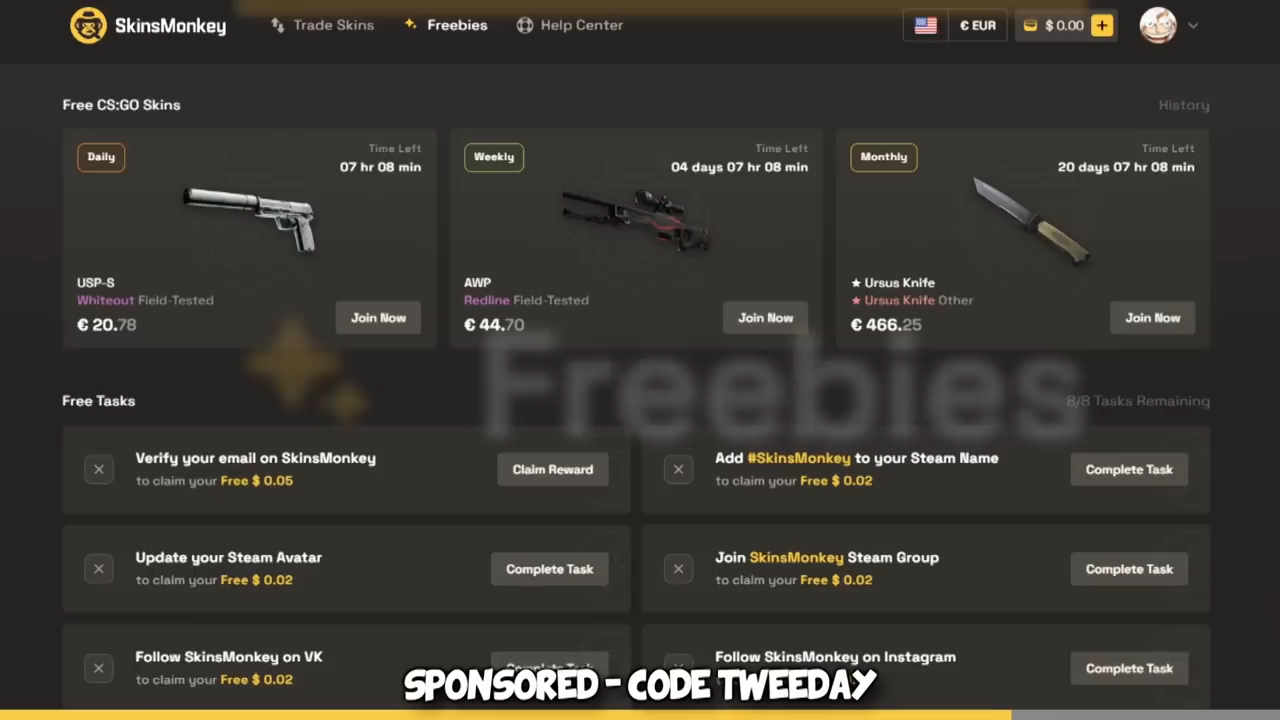 SkinsMonkey Trade Skins Freebies Help Center € EUR $ 0.00 +
Free CS:GO Skins History
Daily Time Left
07 hr 08 min
USP-S
Whiteout Field-Tested
€ 20.78 Join Now
Weekly Time Left
04 days 07 hr 08 min
AWP
Redline Field-Tested
€ 44.70 Join Now
Monthly Time Left
20 days 07 hr 08 min
★ Ursus Knife
★ Ursus Knife Other
€ 466.25 Join Now
Freebies
Free Tasks 8/8 Tasks Remaining
Verify your email on SkinsMonkey
to claim your Free $ 0.05
Claim Reward
Add #SkinsMonkey to your Steam Name
to claim your Free $ 0.02
Complete Task
Update your Steam Avatar
to claim your Free $ 0.02
Complete Task
Join SkinsMonkey Steam Group
to claim your Free $ 0.02
Complete Task
Follow SkinsMonkey on VK
to claim your Free $ 0.02
Complete Task
Follow SkinsMonkey on Instagram
Complete Task
SPONSORED - CODE TWEEDAY